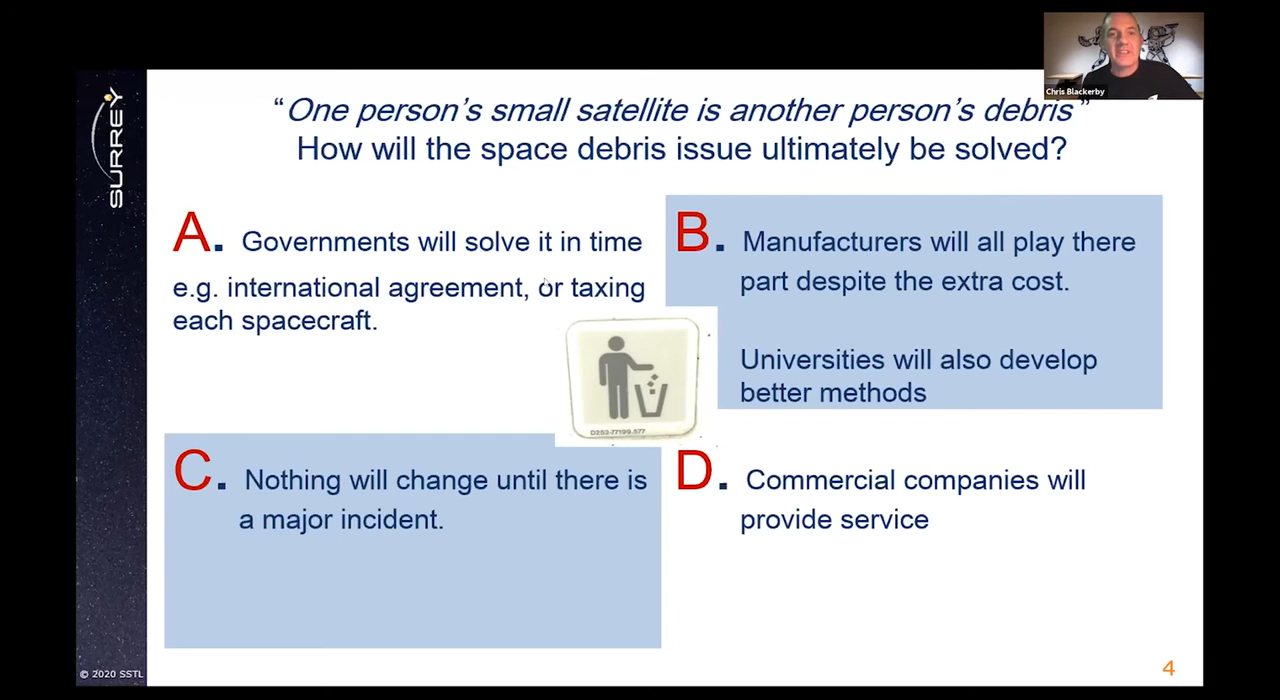 Chris Blackerby
SURREY
“One person’s small satellite is another person’s debris”
How will the space debris issue ultimately be solved?
A. Governments will solve it in time
e.g. international agreement, or taxing
each spacecraft.
B. Manufacturers will all play there
part despite the extra cost.
Universities will also develop
better methods
C. Nothing will change until there is
a major incident.
D. Commercial companies will
provide service
© 2020 SSTL
4